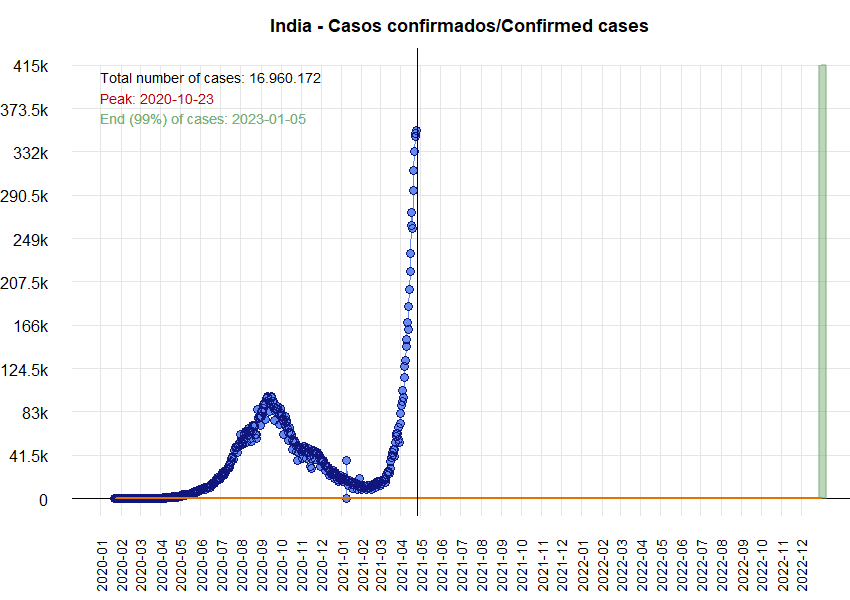 India - Casos confirmados/Confirmed cases
415k
Total number of cases: 16.960.172
Peak: 2020-10-23
373.5k
End (99%) of cases: 2023-01-05
332k
290.5k
249k
207.5k
166k
124.5k
83k
41.5k
0
2020-01
2020-02
2020-03
2020-04
2020-05
2020-06
2020-07
2020-08
2020-09
2020-10
2020-12
2021-01
2021-02
2021-03
2021-04
2021-05
2021-06
2021-07
2021-08
2021-09
2021-10
2021-11
2021-12
2022-01
2022-02
2022-03
2022-04
2022-05
2022-06
2022-07
2022-08
2022-09
2022-10
2022-11
2022-12